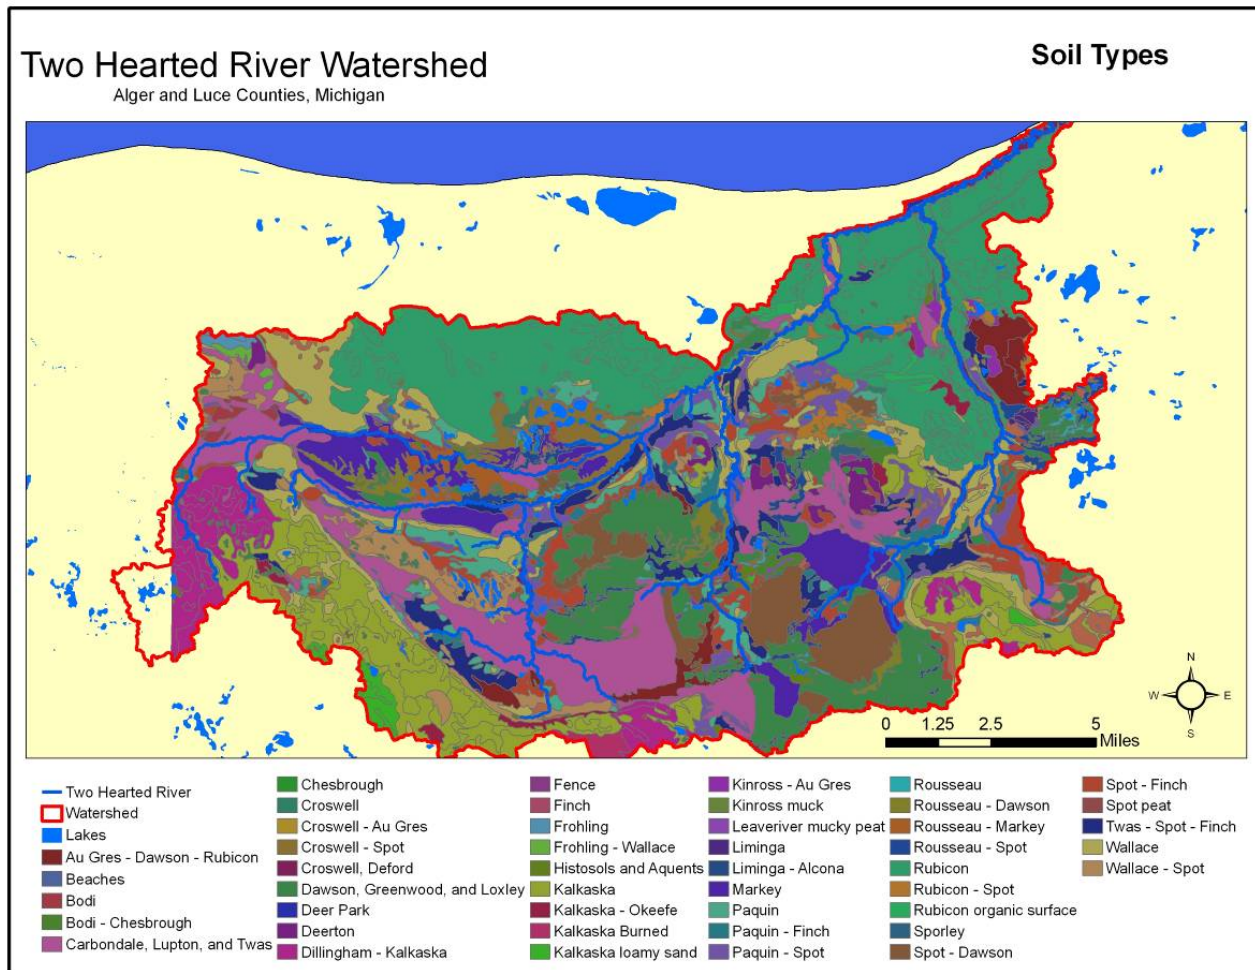 Two Hearted River Watershed
Alger and Luce Counties, Michigan
Soil Types
N
W E
S
0 1.25 2.5 5
Miles
Two Hearted River
Watershed
Lakes
Au Gres - Dawson - Rubicon
Beaches
Bodi
Bodi - Chesbrough
Carbondale, Lupton, and Twas
Chesbrough
Croswell
Croswell - Au Gres
Croswell - Spot
Croswell, Deford
Dawson, Greenwood, and Loxley
Deer Park
Deerton
Dillingham - Kalkaska
Fence
Finch
Frohling
Frohling - Wallace
Histosols and Aquents
Kalkaska
Kalkaska - Okeefe
Kalkaska Burned
Kalkaska loamy sand
Kinross - Au Gres
Kinross muck
Leaveriver mucky peat
Liminga
Liminga - Alcona
Markey
Paquin
Paquin - Finch
Paquin - Spot
Rousseau
Rousseau - Dawson
Rousseau - Markey
Rousseau - Spot
Rubicon
Rubicon - Spot
Rubicon organic surface
Sporley
Spot - Dawson
Spot - Finch
Spot peat
Twas - Spot - Finch
Wallace
Wallace - Spot